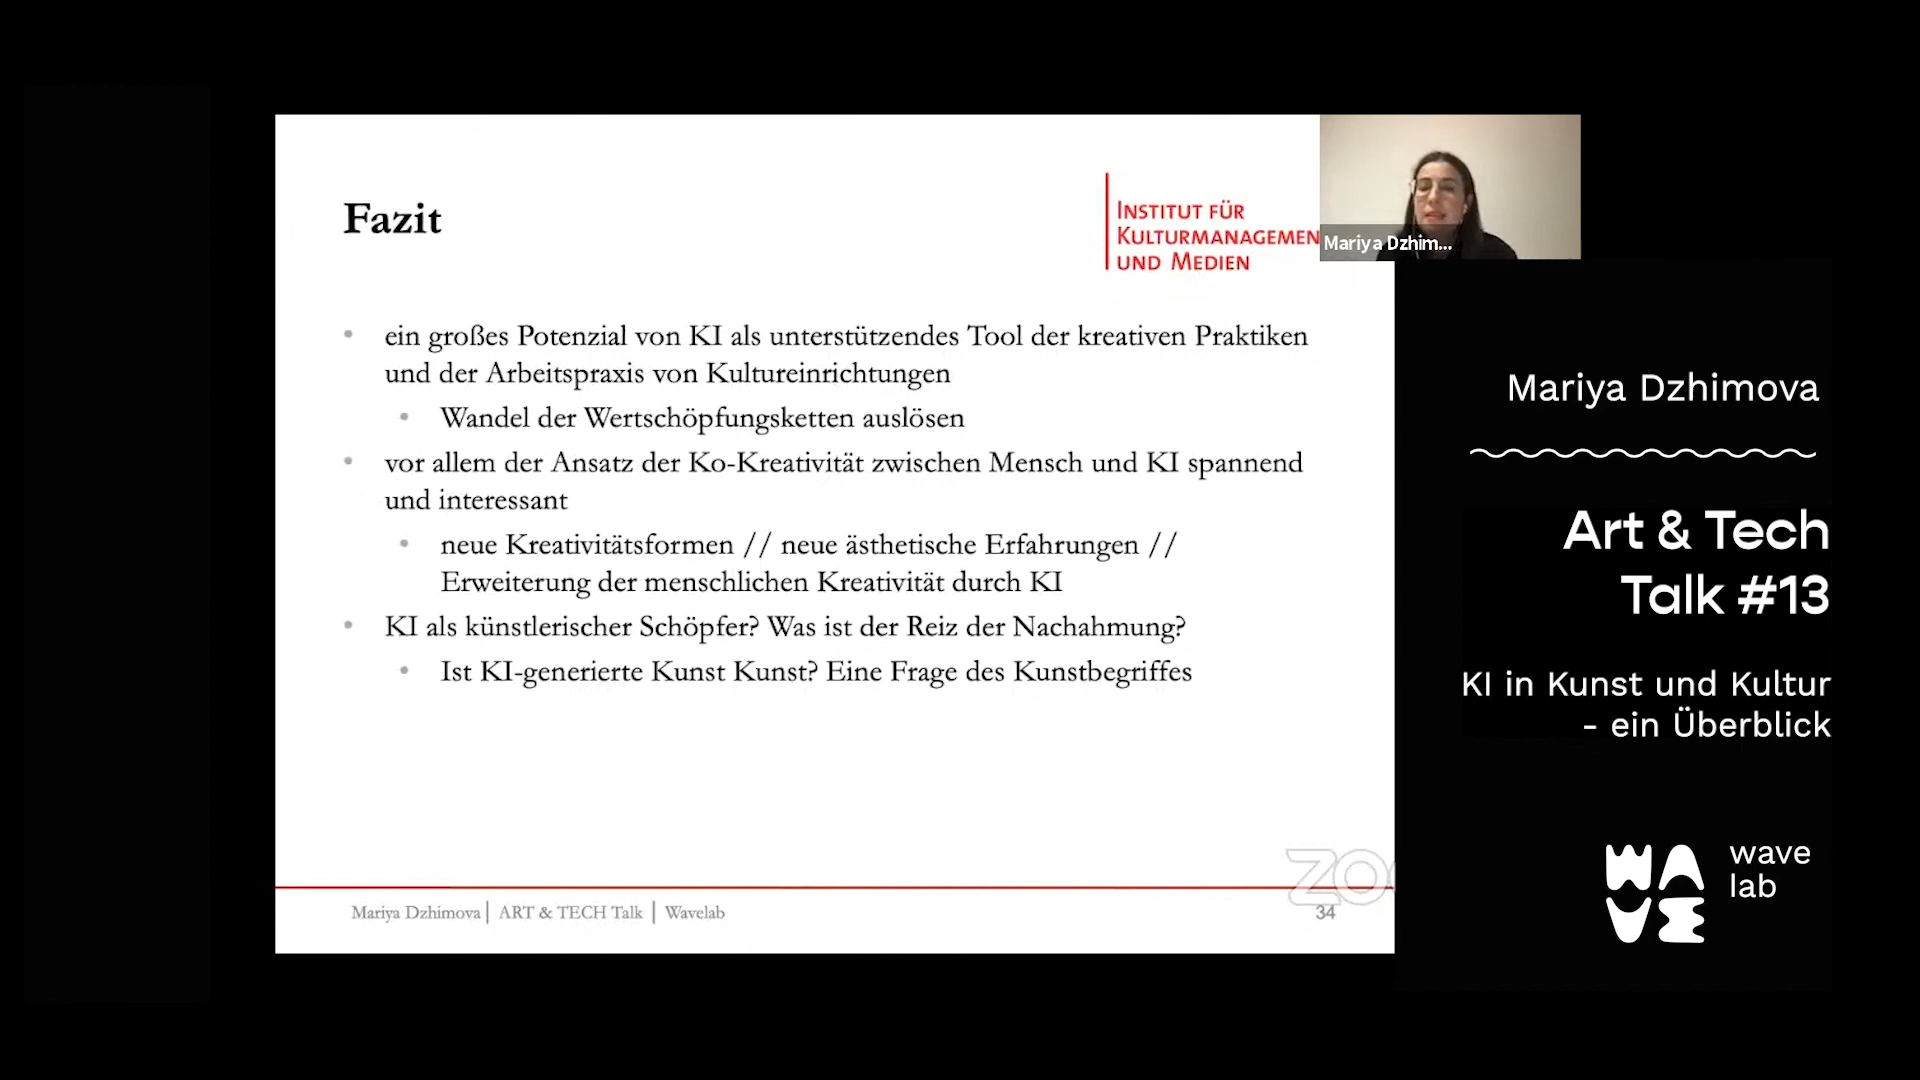 Fazit
INSTITUT FÜR
KULTURMANAGEMEN
UND MEDIEN
Mariya Dzhim...
ein großes Potenzial von KI als unterstützendes Tool der kreativen Praktiken
und der Arbeitspraxis von Kultureinrichtungen
Wandel der Wertschöpfungsketten auslösen
vor allem der Ansatz der Ko-Kreativität zwischen Mensch und KI spannend
und interessant
neue Kreativitätsformen // neue ästhetische Erfahrungen //
Erweiterung der menschlichen Kreativität durch KI
KI als künstlerischer Schöpfer? Was ist der Reiz der Nachahmung?
Ist KI-generierte Kunst Kunst? Eine Frage des Kunstbegriffes
ZO
Mariya Dzhimova | ART & TECH Talk | Wavelab
34
Mariya Dzhimova
Art & Tech
Talk #13
KI in Kunst und Kultur
- ein Überblick
WA
VE
wave
lab